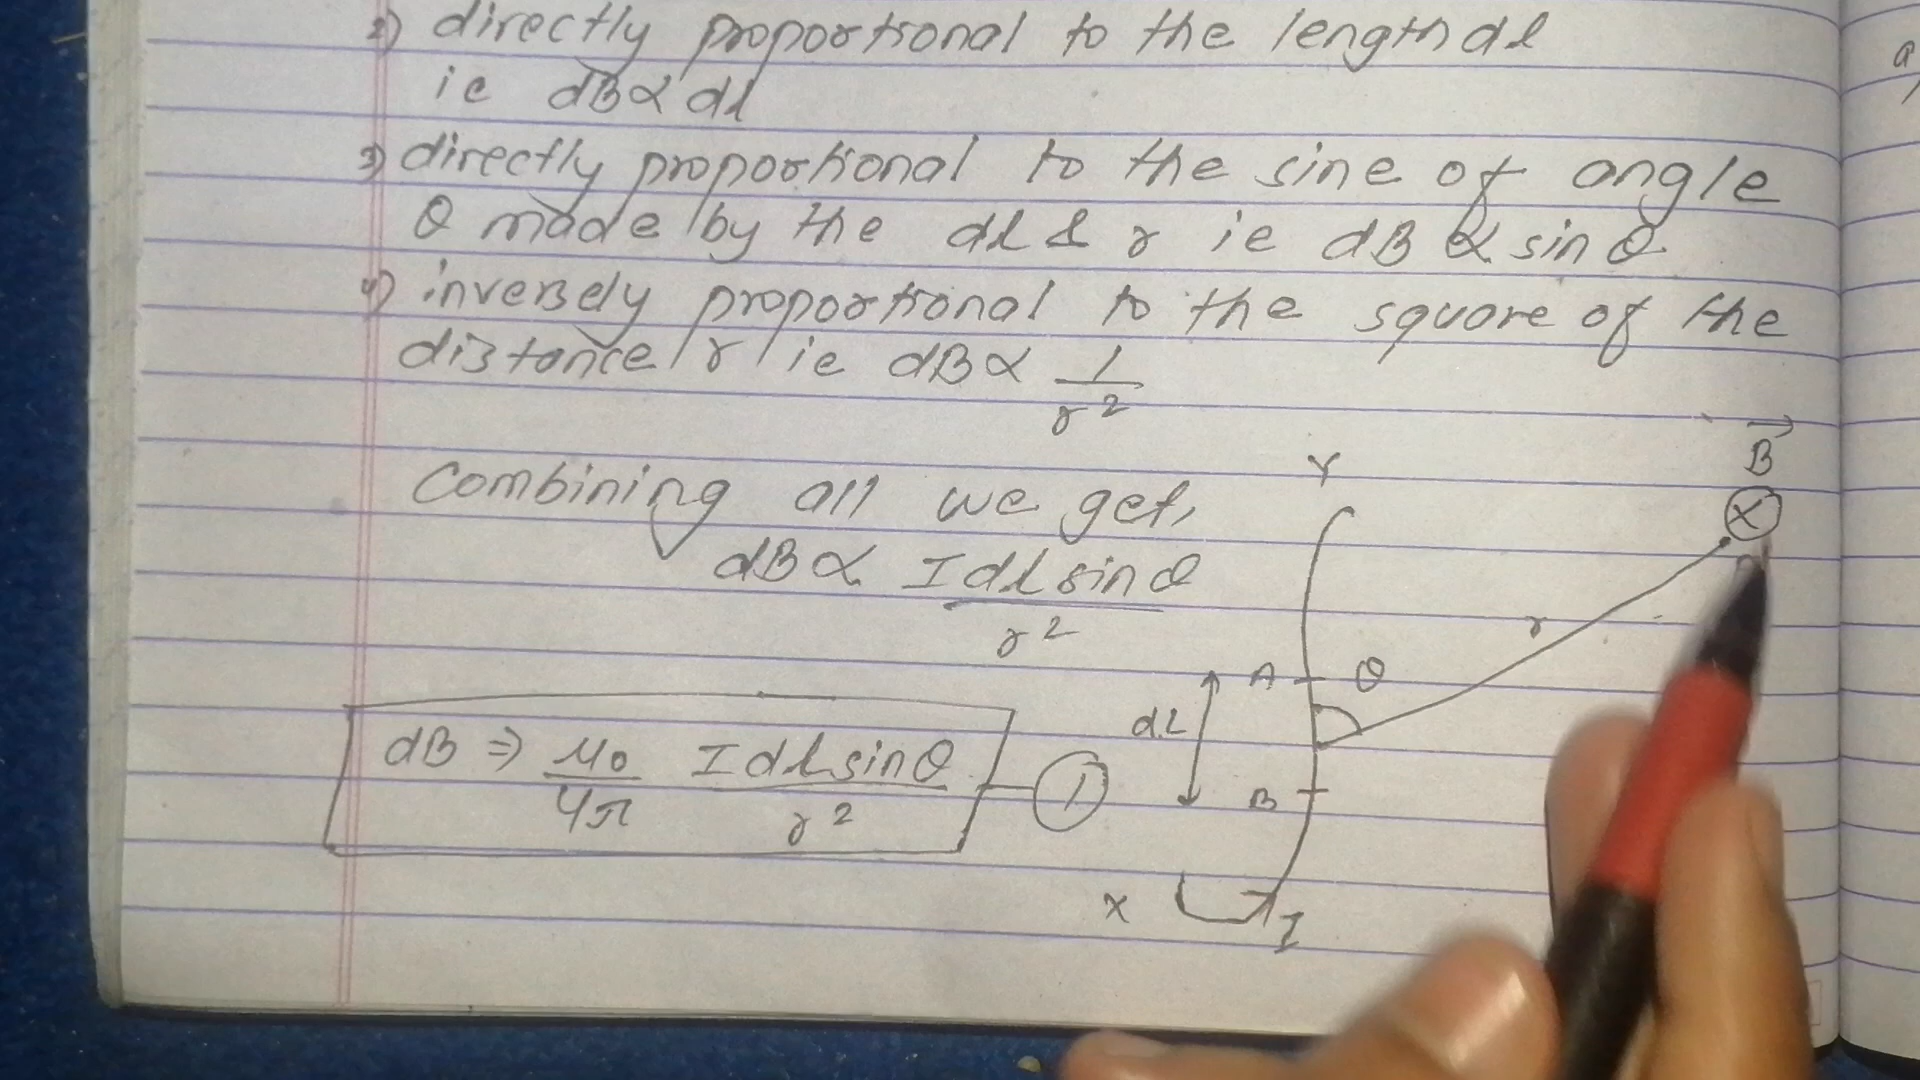 2) directly proportional to the length dl
ie dB ∝ dl
3) directly proportional to the sine of angle
θ made by the dl & r ie dB ∝ sin θ
4) inversely proportional to the square of the
distance r ie dB ∝ 1/r²
Combining all we get,
dB ∝ I dl sin θ / r²
dB ⇒ μ0/4π I dl sin θ / r² — 1
Y
B
X
r
A
θ
dL
B
X
I